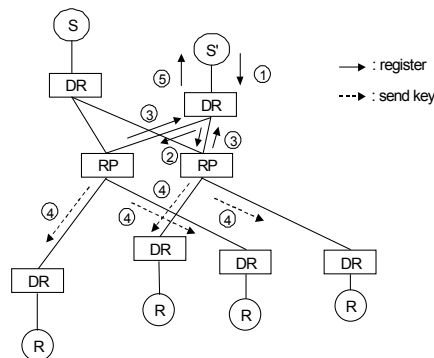 S
S'
⑤
①
: register
DR
DR
: send key
③
②
③
RP
RP
④
④
④
④
DR
DR
DR
DR
R
R
R
R